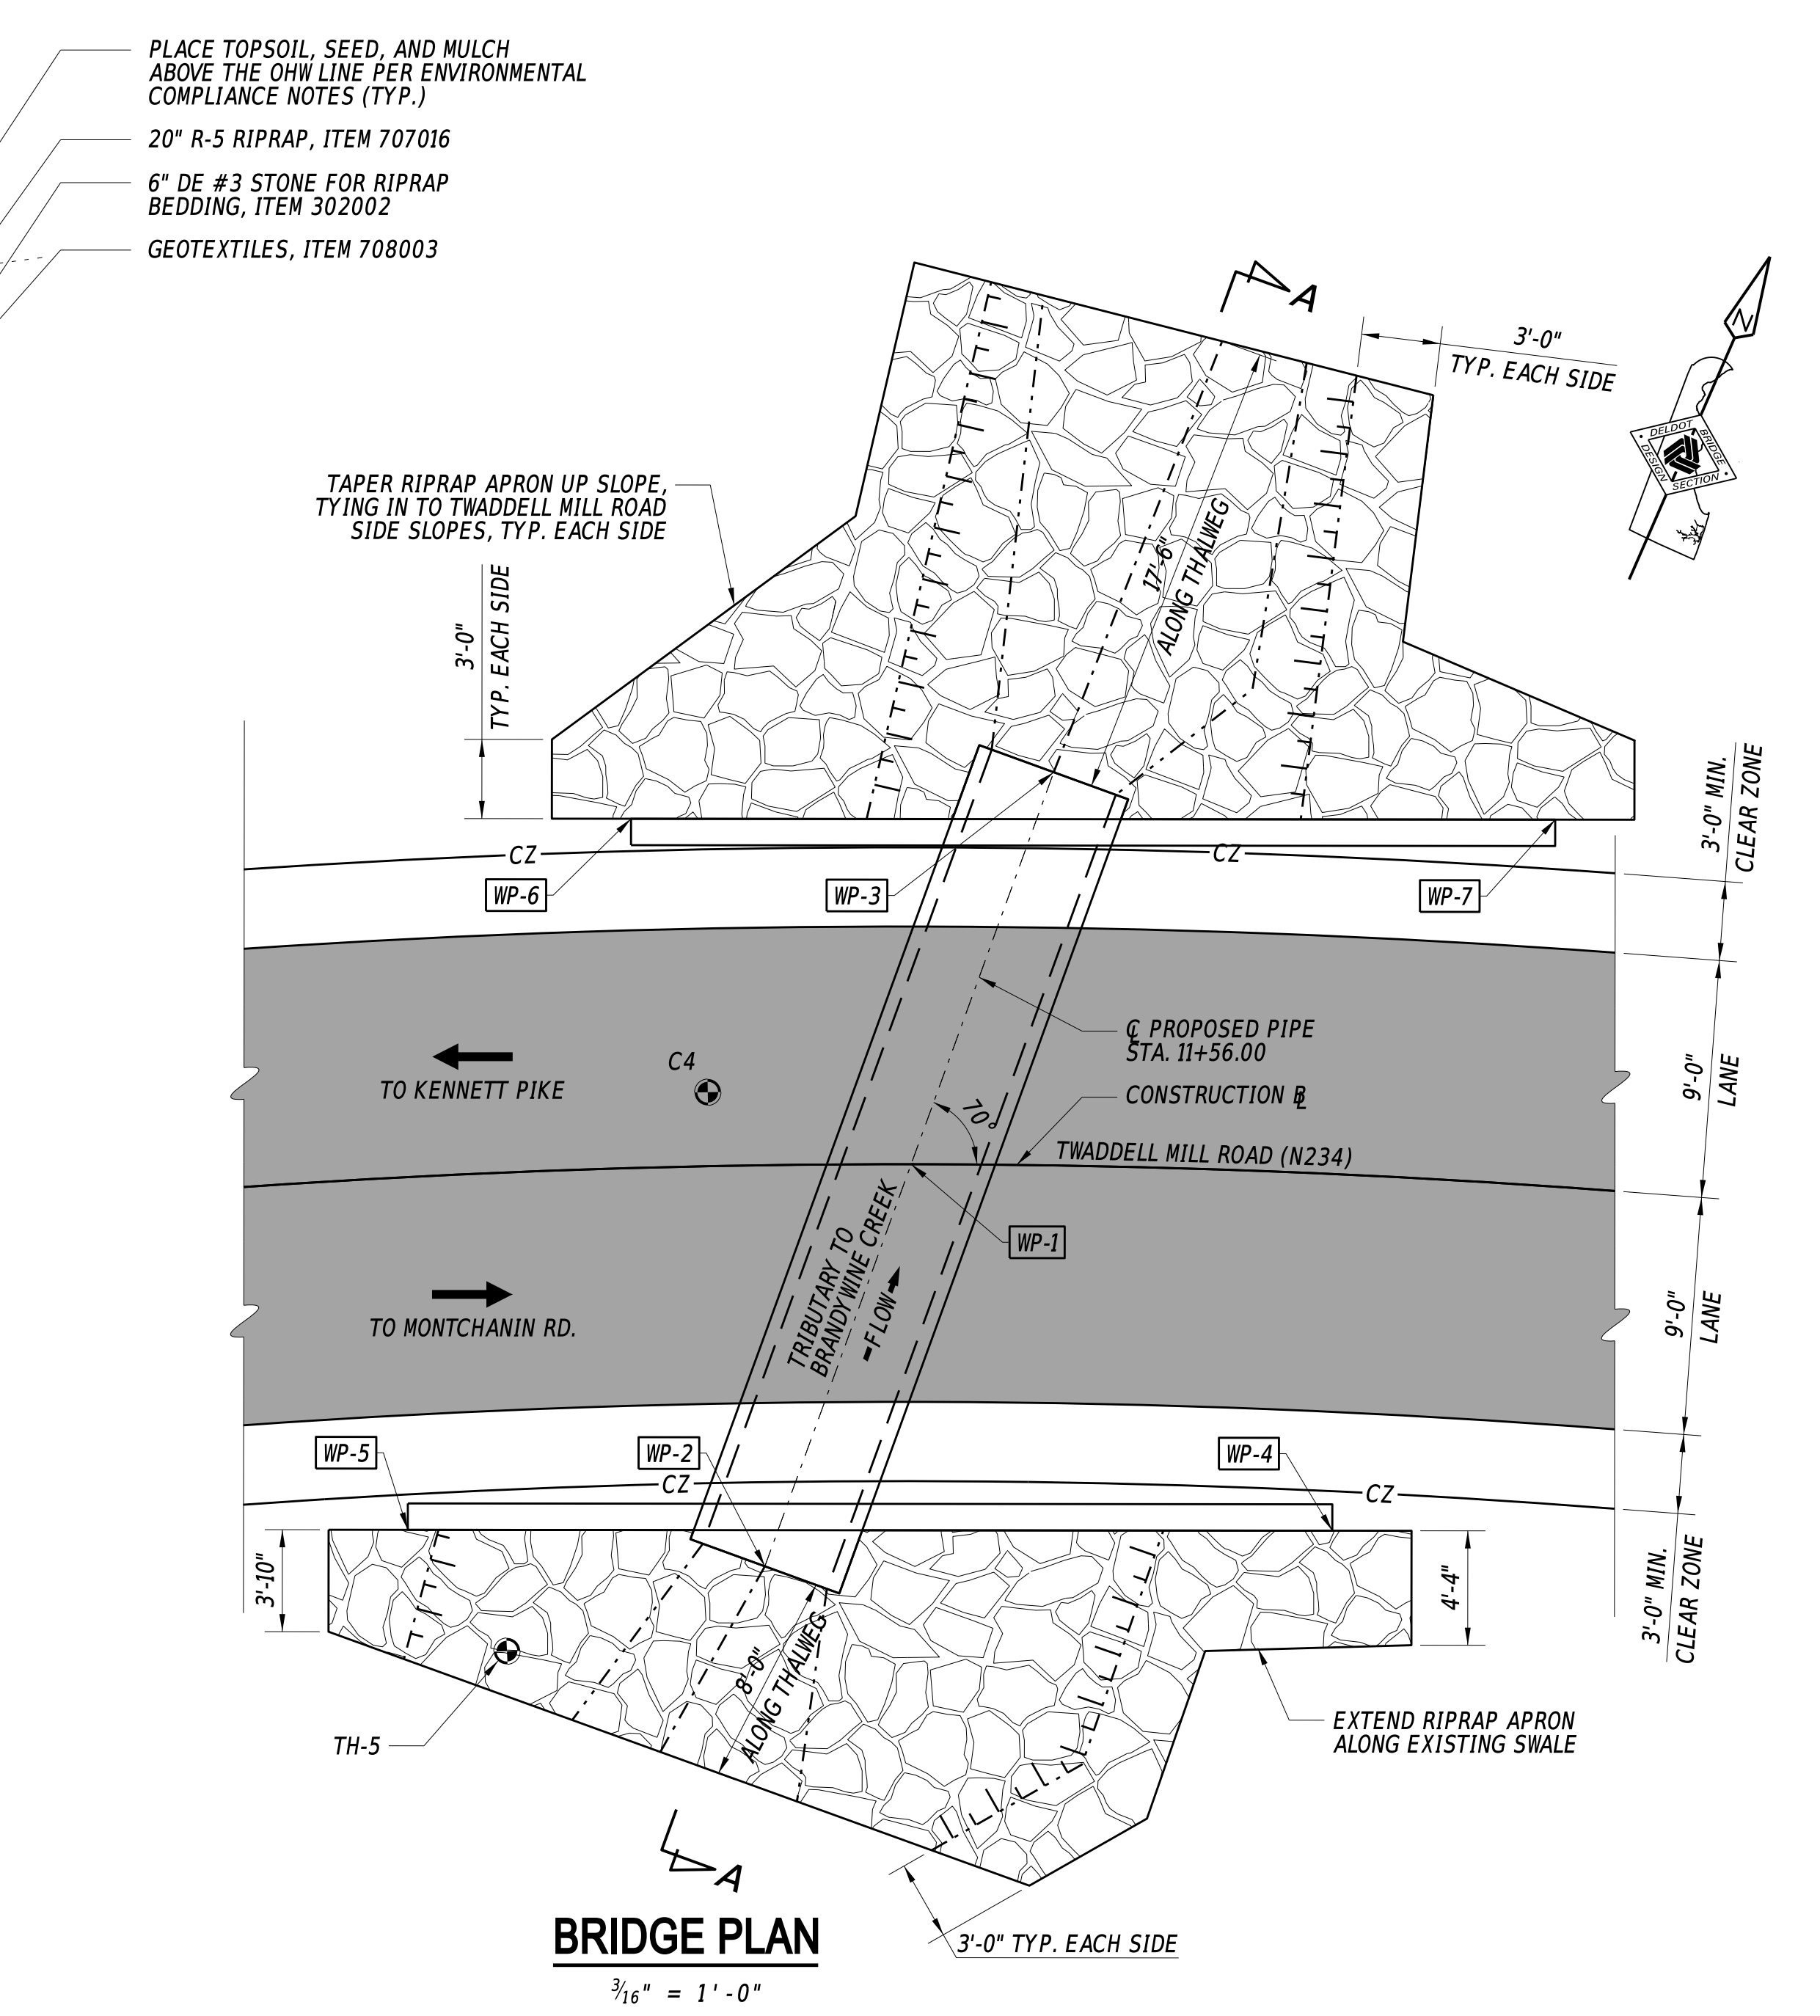 PLACE TOPSOIL, SEED, AND MULCH
ABOVE THE OHW LINE PER ENVIRONMENTAL
COMPLIANCE NOTES (TYP.)
20" R-5 RIPRAP, ITEM 707016
6" DE #3 STONE FOR RIPRAP
BEDDING, ITEM 302002
GEOTEXTILES, ITEM 708003
A
3'-0"
TYP. EACH SIDE
N
DELDOT
BRIDGE
DESIGN
SECTION
TAPER RIPRAP APRON UP SLOPE,
TYING IN TO TWADDELL MILL ROAD
SIDE SLOPES, TYP. EACH SIDE
17'-6"
ALONG THALWEG
3'-0"
TYP. EACH SIDE
3'-0" MIN.
CLEAR ZONE
CZ
CZ
WP-6
WP-3
WP-7
℄ PROPOSED PIPE
STA. 11+56.00
C4
TO KENNETT PIKE
9'-0"
LANE
CONSTRUCTION BL
70°
TWADDELL MILL ROAD (N234)
WP-1
TRIBUTARY TO
BRANDYWINE CREEK
FLOW
TO MONTCHANIN RD.
9'-0"
LANE
WP-5
WP-2
WP-4
CZ
CZ
3'-10"
4'-4"
3'-0" MIN.
CLEAR ZONE
8'-0"
ALONG THALWEG
TH-5
EXTEND RIPRAP APRON
ALONG EXISTING SWALE
A
3'-0" TYP. EACH SIDE
BRIDGE PLAN
3/16" = 1'-0"